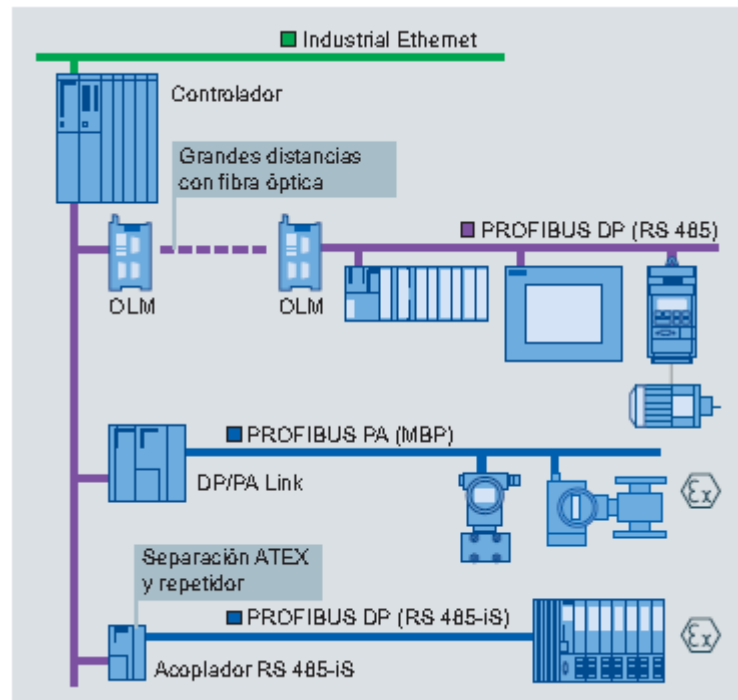 Industrial Ethernet
Controlador
Grandes distancias
con fibra óptica
PROFIBUS DP (RS 485)
OLM
OLM
PROFIBUS PA (MBP)
DP/PA Link
Ex
Separación ATEX
y repetidor
PROFIBUS DP (RS 485-iS)
Ex
Acoplador RS 485-iS